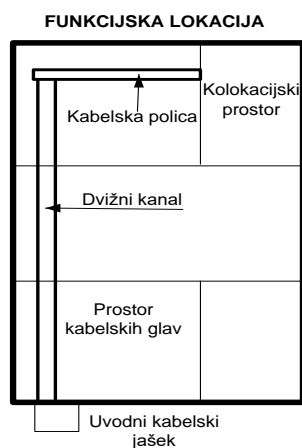 FUNKCIJSKA LOKACIJA
Kolokacijski
prostor
Kabelska polica
Dvižni kanal
Prostor
kabelskih glav
Uvodni kabelski
jašek